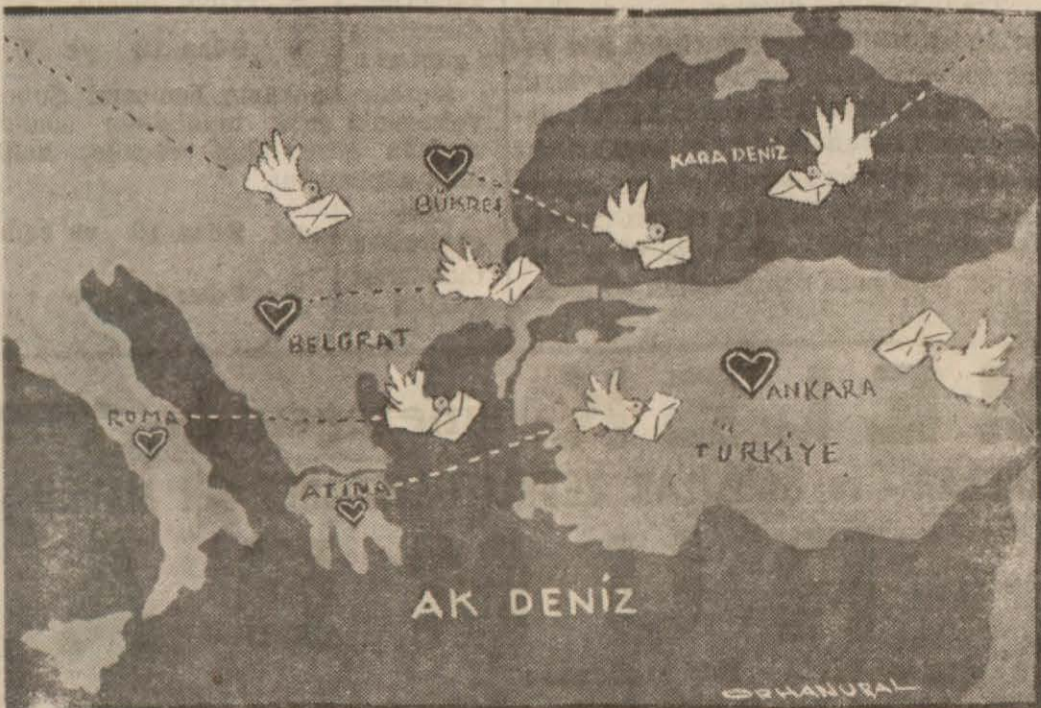 KARA DENİZ
BÜKREŞ
BELGRAT
ANKARA
ROMA
TÜRKİYE
ATİNA
AK DENİZ
ORHAN URAL